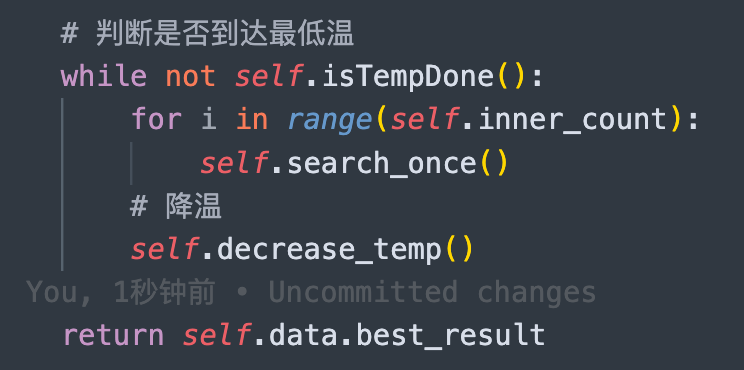 # 判断是否到达最低温
while not self.isTempDone():
for i in range(self.inner_count):
self.search_once()
# 降温
self.decrease_temp()
You, 1秒钟前 • Uncommitted changes
return self.data.best_result